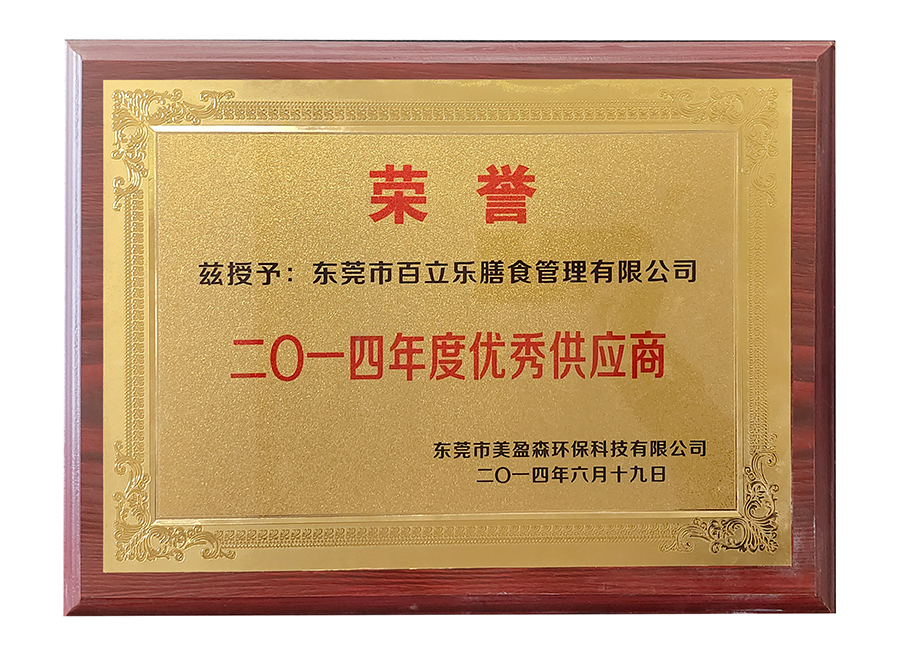 荣誉
兹授予：东莞市百立乐膳食管理有限公司
二〇一四年度优秀供应商
东莞市美盈森环保科技有限公司
二〇一四年六月十九日